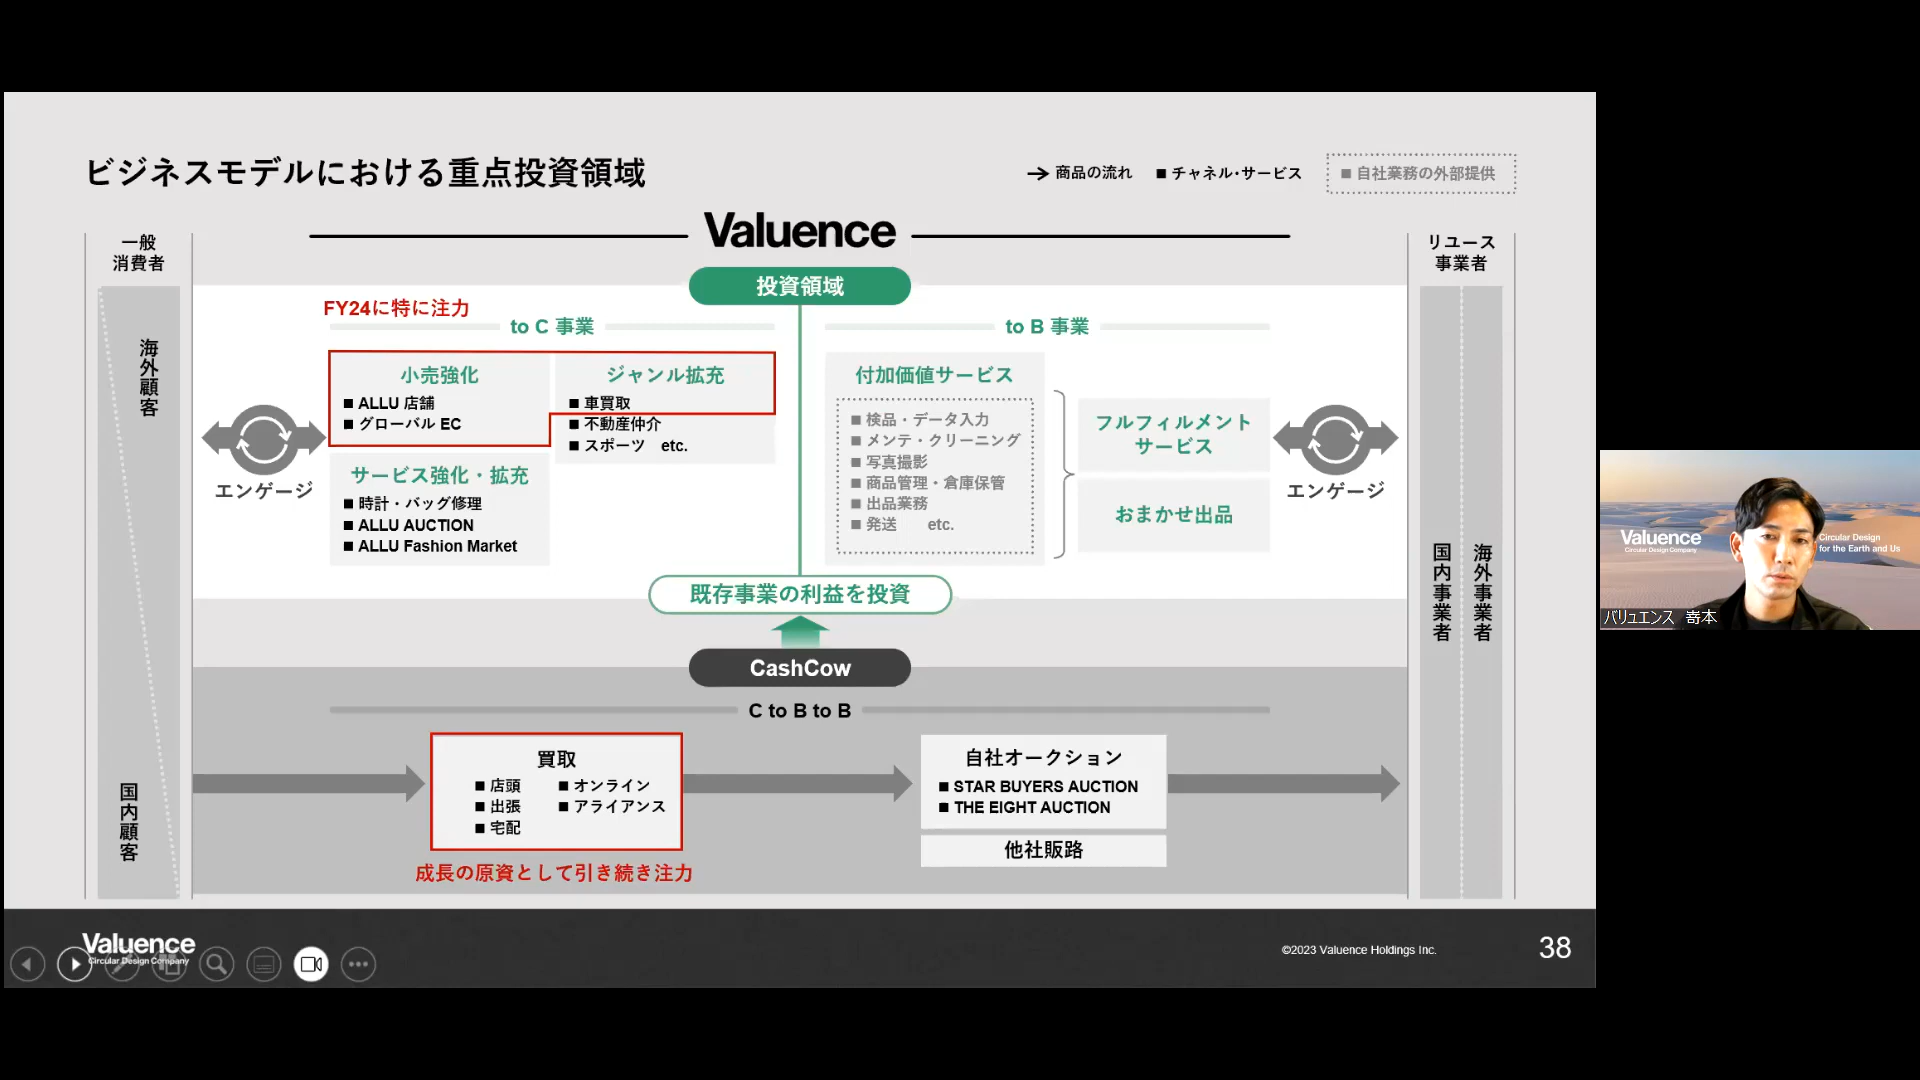 ビジネスモデルにおける重点投資領域
→ 商品の流れ ■ チャネル・サービス ■ 自社業務の外部提供
Valuence
一般
消費者
リユース
事業者
投資領域
FY24に特に注力
to C 事業
to B 事業
海外顧客
国内顧客
エンゲージ
小売強化
■ ALLU 店舗
■ グローバル EC
ジャンル拡充
■ 車買取
■ 不動産仲介
■ スポーツ etc.
サービス強化・拡充
■ 時計・バッグ修理
■ ALLU AUCTION
■ ALLU Fashion Market
付加価値サービス
■ 検品・データ入力
■ メンテ・クリーニング
■ 写真撮影
■ 商品管理・倉庫保管
■ 出品業務
■ 発送 etc.
フルフィルメント
サービス
おまかせ出品
エンゲージ
国内事業者
海外事業者
既存事業の利益を投資
CashCow
C to B to B
買取
■ 店頭 ■ オンライン
■ 出張 ■ アライアンス
■ 宅配
成長の原資として引き続き注力
自社オークション
■ STAR BUYERS AUCTION
■ THE EIGHT AUCTION
他社販路
Valuence
Circular Design Company
©2023 Valuence Holdings Inc.
38
Valuence
Circular Design Company
Circular Design
for the Earth and Us
バリュエンス 嵜本